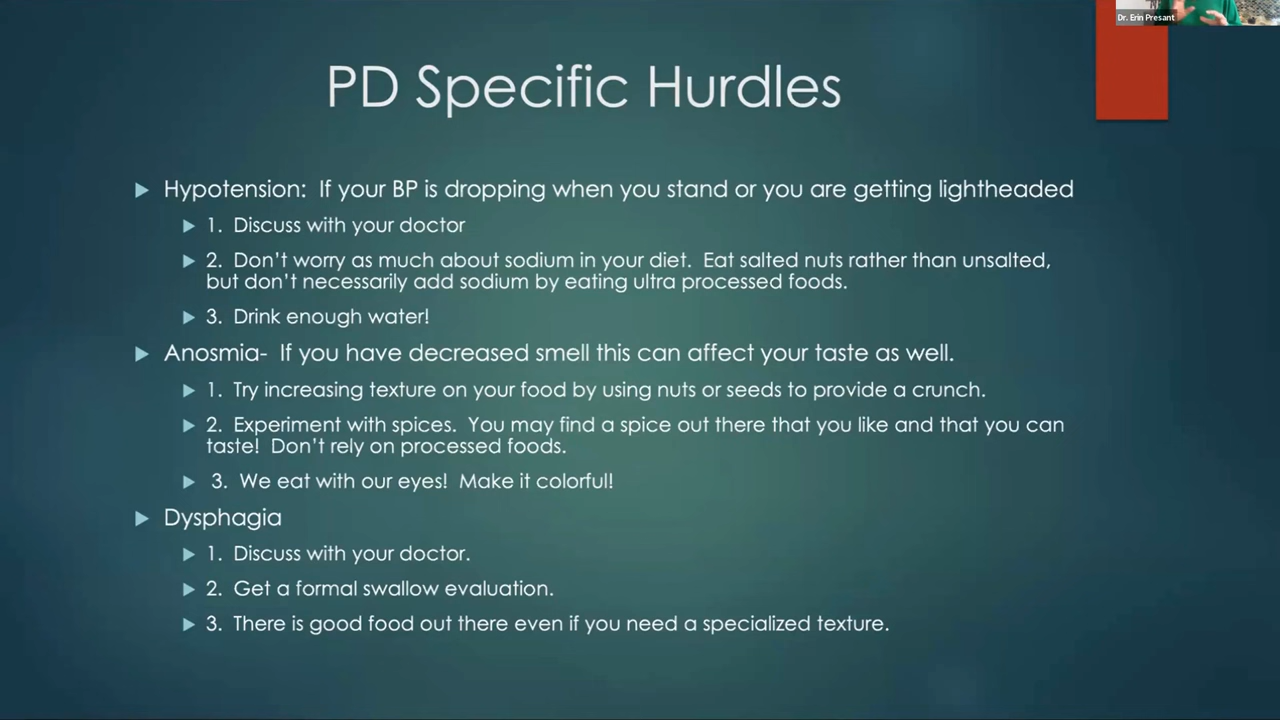 Dr. Erin Presant
PD Specific Hurdles
Hypotension:  If your BP is dropping when you stand or you are getting lightheaded
1.  Discuss with your doctor
2.  Don't worry as much about sodium in your diet.  Eat salted nuts rather than unsalted,
but don't necessarily add sodium by eating ultra processed foods.
3.  Drink enough water!
Anosmia-  If you have decreased smell this can affect your taste as well.
1.  Try increasing texture on your food by using nuts or seeds to provide a crunch.
2.  Experiment with spices.  You may find a spice out there that you like and that you can
taste!  Don't rely on processed foods.
3.  We eat with our eyes!  Make it colorful!
Dysphagia
1.  Discuss with your doctor.
2.  Get a formal swallow evaluation.
3.  There is good food out there even if you need a specialized texture.